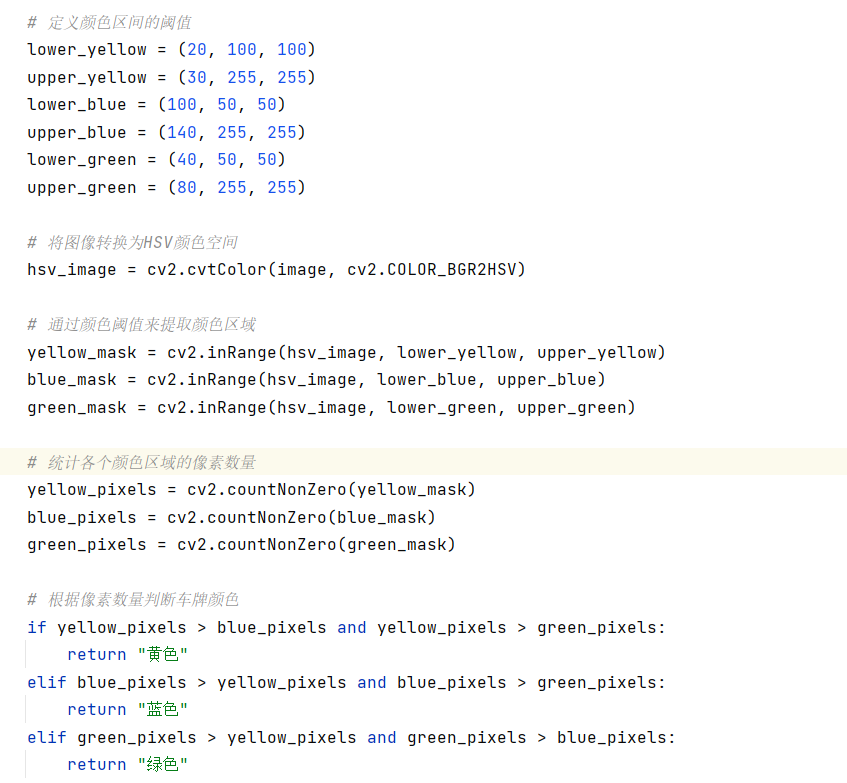 # 定义颜色区间的阈值
lower_yellow = (20, 100, 100)
upper_yellow = (30, 255, 255)
lower_blue = (100, 50, 50)
upper_blue = (140, 255, 255)
lower_green = (40, 50, 50)
upper_green = (80, 255, 255)
# 将图像转换为HSV颜色空间
hsv_image = cv2.cvtColor(image, cv2.COLOR_BGR2HSV)
# 通过颜色阈值来提取颜色区域
yellow_mask = cv2.inRange(hsv_image, lower_yellow, upper_yellow)
blue_mask = cv2.inRange(hsv_image, lower_blue, upper_blue)
green_mask = cv2.inRange(hsv_image, lower_green, upper_green)
# 统计各个颜色区域的像素数量
yellow_pixels = cv2.countNonZero(yellow_mask)
blue_pixels = cv2.countNonZero(blue_mask)
green_pixels = cv2.countNonZero(green_mask)
# 根据像素数量判断车牌颜色
if yellow_pixels > blue_pixels and yellow_pixels > green_pixels:
    return "黄色"
elif blue_pixels > yellow_pixels and blue_pixels > green_pixels:
    return "蓝色"
elif green_pixels > yellow_pixels and green_pixels > blue_pixels:
    return "绿色"